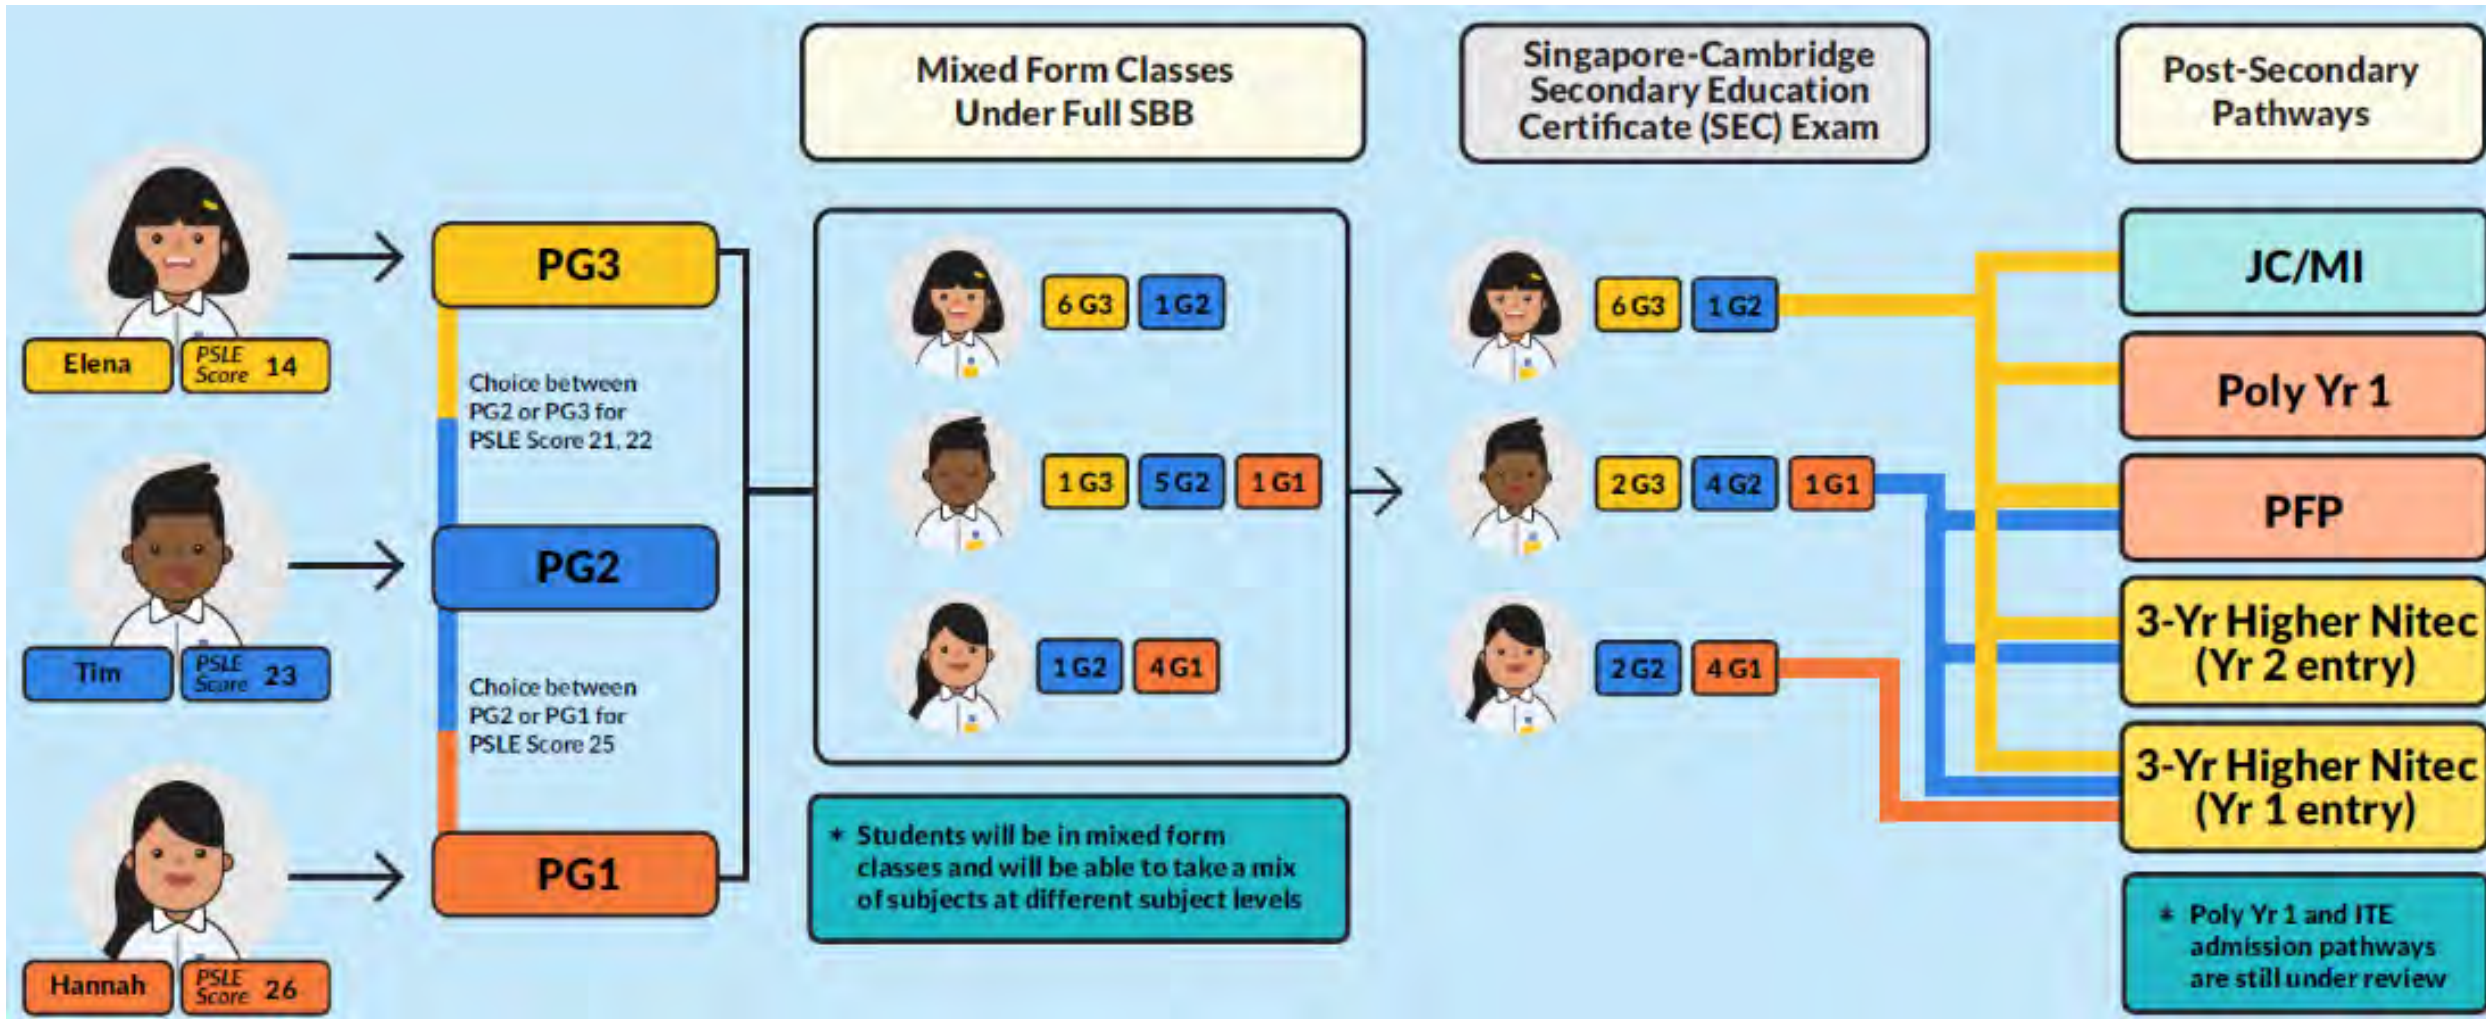 Mixed Form Classes
Under Full SBB
Singapore-Cambridge
Secondary Education
Certificate (SEC) Exam
Post-Secondary
Pathways
Elena
PSLE
Score 14
Tim
PSLE
Score 23
Hannah
PSLE
Score 26
PG3
Choice between
PG2 or PG3 for
PSLE Score 21, 22
PG2
Choice between
PG2 or PG1 for
PSLE Score 25
PG1
6 G3 1 G2
1 G3 5 G2 1 G1
1 G2 4 G1
* Students will be in mixed form
classes and will be able to take a mix
of subjects at different subject levels
6 G3 1 G2
2 G3 4 G2 1 G1
2 G2 4 G1
JC/MI
Poly Yr 1
PFP
3-Yr Higher Nitec
(Yr 2 entry)
3-Yr Higher Nitec
(Yr 1 entry)
* Poly Yr 1 and ITE
admission pathways
are still under review